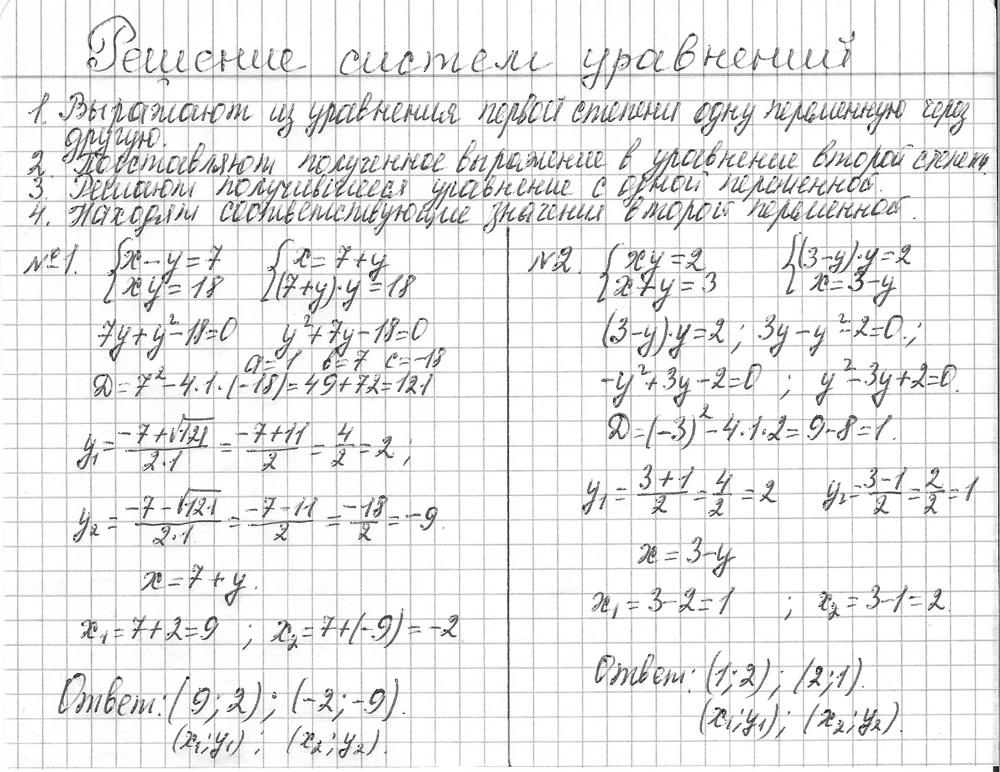 Решение систем уравнений
1. Выражают из уравнения первой степени одну переменную через
другую.
2. Подставляют полученное выражение в уравнение второй степени.
3. Решают получившееся уравнение с одной переменной.
4. Находят соответствующие значения второй переменной.
№1. {x-y=7 {x=7+y
{xy=18 {(7+y)·y=18
7y+y²-18=0 y²+7y-18=0
a=1 b=7 c=-18
D=7²-4·1·(-18)=49+72=121
y₁=(-7+√121)/(2·1)=(-7+11)/2=4/2=2;
y₂=(-7-√121)/(2·1)=(-7-11)/2=-18/2=-9.
x=7+y.
x₁=7+2=9 ; x₂=7+(-9)=-2
Ответ: (9;2); (-2;-9).
(x₁;y₁); (x₂;y₂).
№2. {xy=2 {(3-y)·y=2
{x+y=3 {x=3-y
(3-y)·y=2 ; 3y-y²-2=0.;
-y²+3y-2=0 ; y²-3y+2=0.
D=(-3)²-4·1·2=9-8=1.
y₁=(3+1)/2=4/2=2 y₂=(3-1)/2=2/2=1
x=3-y
x₁=3-2=1 ; x₂=3-1=2.
Ответ: (1;2); (2;1).
(x₁;y₁); (x₂;y₂).